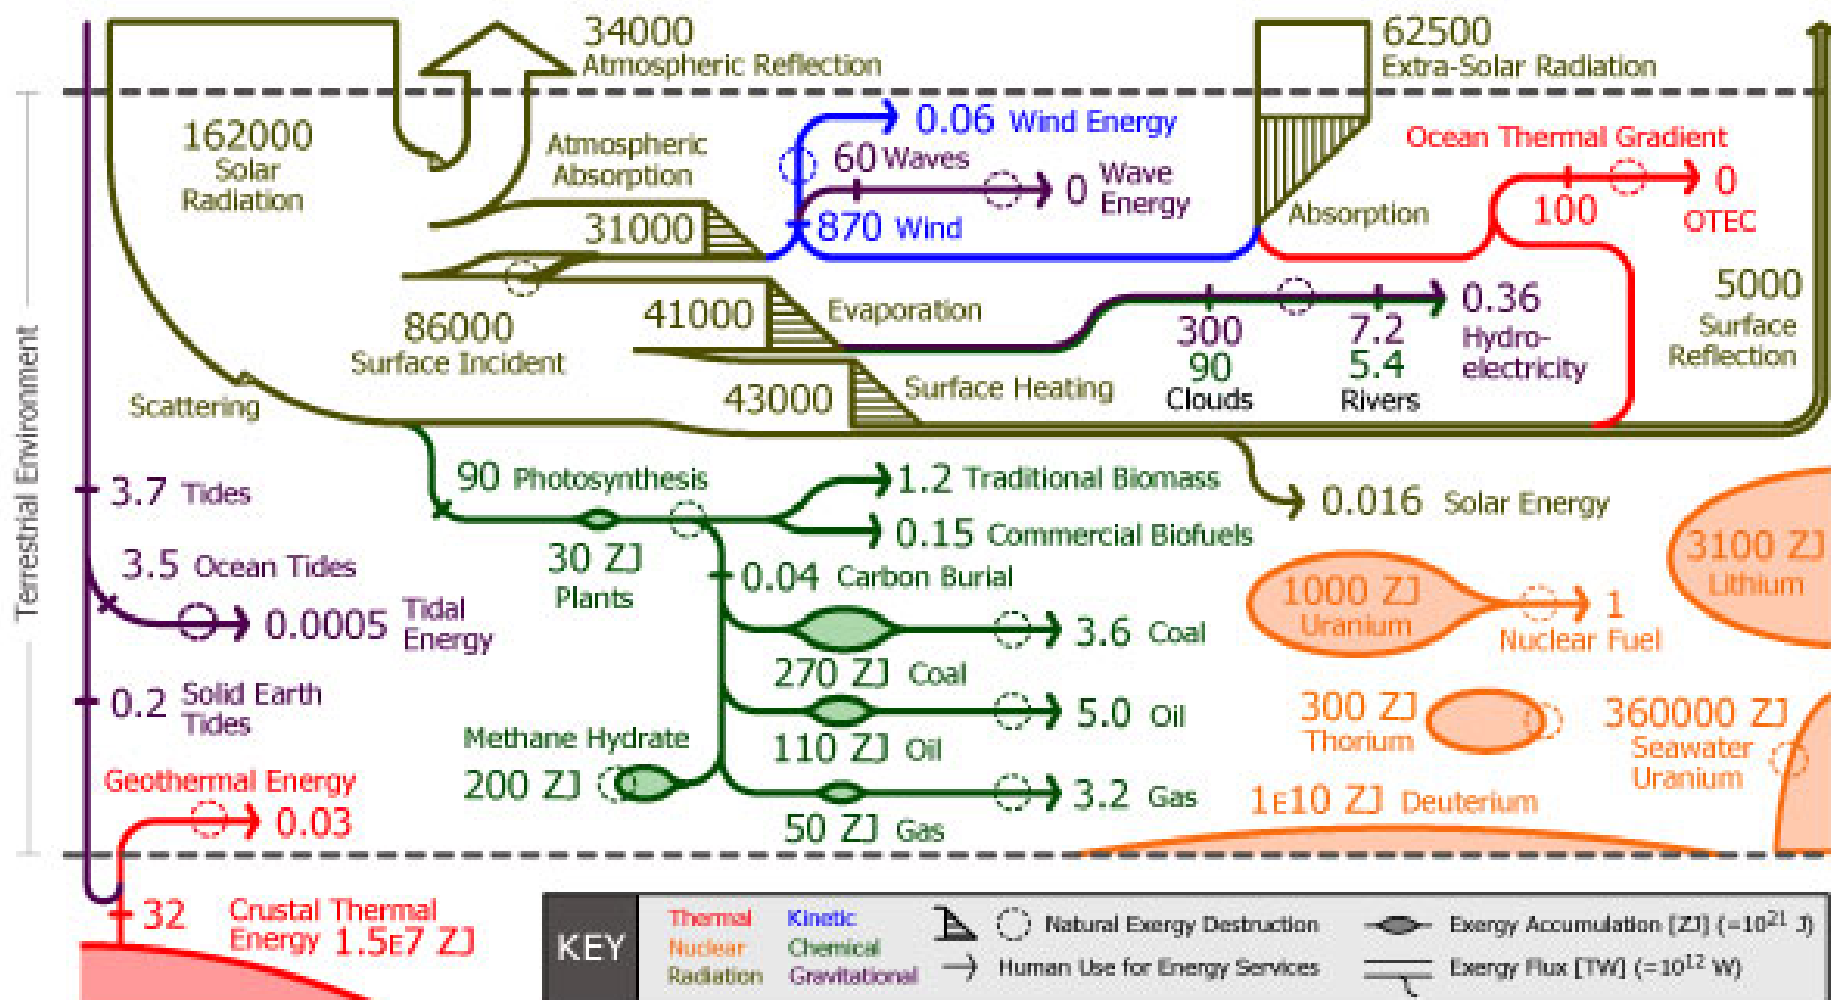 34000
Atmospheric Reflection
62500
Extra-Solar Radiation
162000
Solar
Radiation
Atmospheric
Absorption
31000
0.06 Wind Energy
60 Waves
0 Wave
Energy
870 Wind
Absorption
Ocean Thermal Gradient
100
0
OTEC
86000
Surface Incident
41000
Evaporation
43000
Surface Heating
300
90
Clouds
7.2
5.4
Rivers
0.36
Hydro-
electricity
5000
Surface
Reflection
Scattering
Terrestrial Environment
3.7 Tides
3.5 Ocean Tides
0.0005 Tidal
Energy
0.2 Solid Earth
Tides
Geothermal Energy
0.03
32 Crustal Thermal
Energy 1.5E7 ZJ
90 Photosynthesis
30 ZJ
Plants
1.2 Traditional Biomass
0.15 Commercial Biofuels
0.04 Carbon Burial
3.6 Coal
270 ZJ Coal
5.0 Oil
110 ZJ Oil
Methane Hydrate
200 ZJ
3.2 Gas
50 ZJ Gas
0.016 Solar Energy
1000 ZJ
Uranium
1
Nuclear Fuel
3100 ZJ
Lithium
300 ZJ
Thorium
360000 ZJ
Seawater
Uranium
1E10 ZJ Deuterium
KEY
Thermal
Nuclear
Radiation
Kinetic
Chemical
Gravitational
Natural Exergy Destruction
Human Use for Energy Services
Exergy Accumulation [ZJ] (=10²¹ J)
Exergy Flux [TW] (=10¹² W)